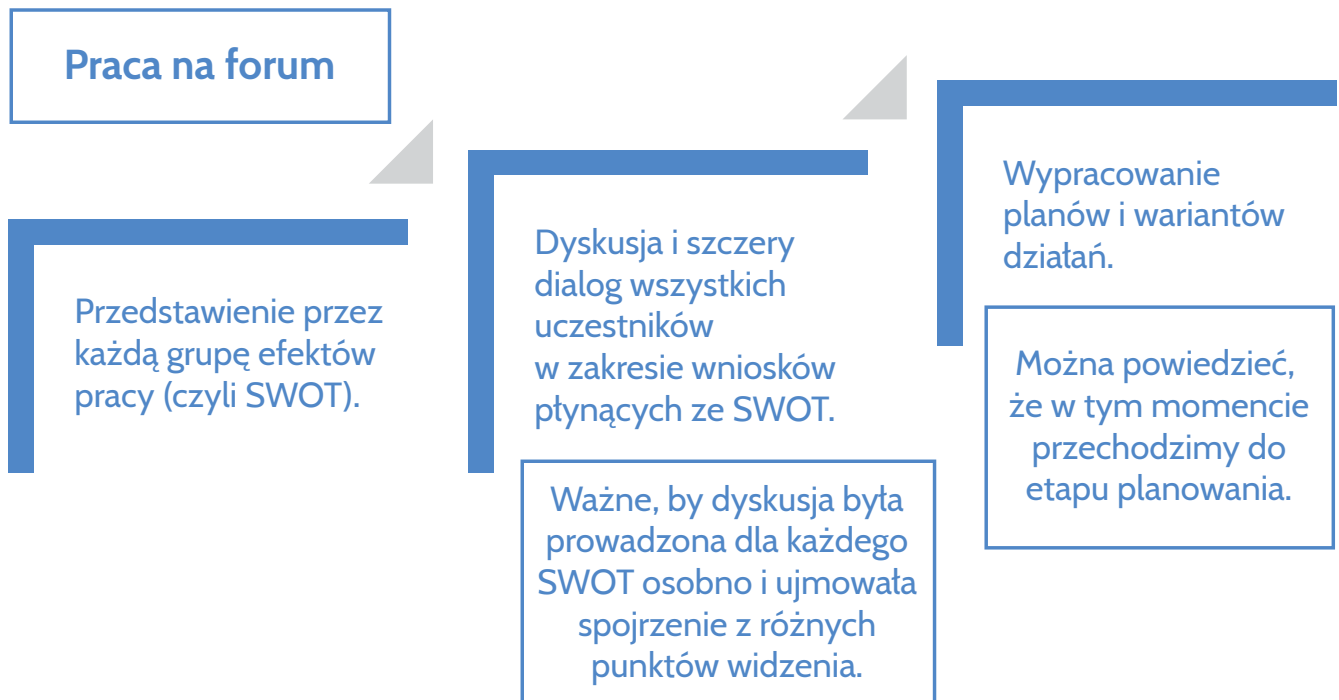 Praca na forum
Przedstawienie przez
każdą grupę efektów
pracy (czyli SWOT).
Dyskusja i szczery
dialog wszystkich
uczestników
w zakresie wniosków
płynących ze SWOT.
Ważne, by dyskusja była
prowadzona dla każdego
SWOT osobno i ujmowała
spojrzenie z różnych
punktów widzenia.
Wypracowanie
planów i wariantów
działań.
Można powiedzieć,
że w tym momencie
przechodzimy do
etapu planowania.